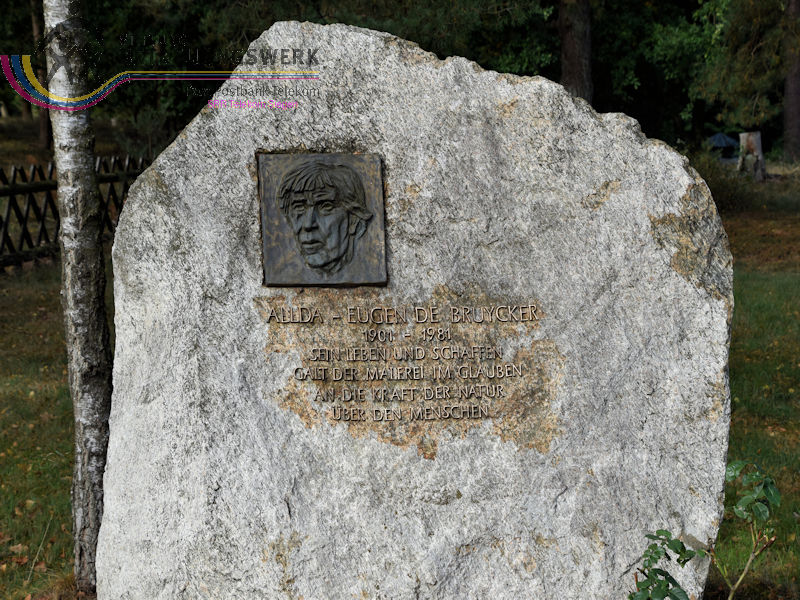 NGSWERK
ALLDA - EUGEN DE BRUYCKER
1901 - 1981
SEIN LEBEN UND SCHAFFEN
GALT DER MALEREI IM GLAUBEN
AN DIE KRAFT DER NATUR
ÜBER DEN MENSCHEN